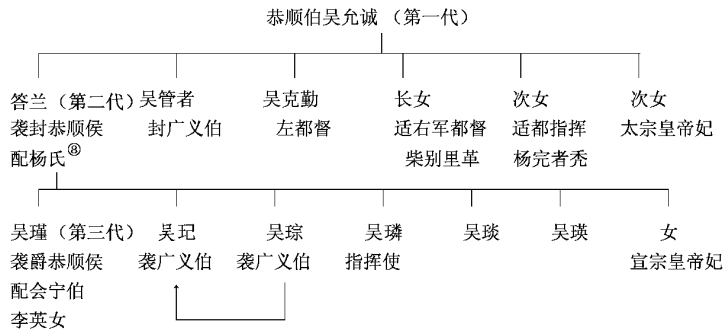 恭顺伯吴允诚（第一代）
答兰（第二代） 吴管者 吴克勤 长女 次女 次女
袭封恭顺侯 封广义伯 左都督 适右军都督 适都指挥 太宗皇帝妃
配杨氏⑧ 柴别里革 杨完者秃
吴瑾（第三代） 吴玘 吴琮 吴璘 吴琰 吴瑛 女
袭爵恭顺侯 袭广义伯 袭广义伯 指挥使 宣宗皇帝妃
配会宁伯
李英女